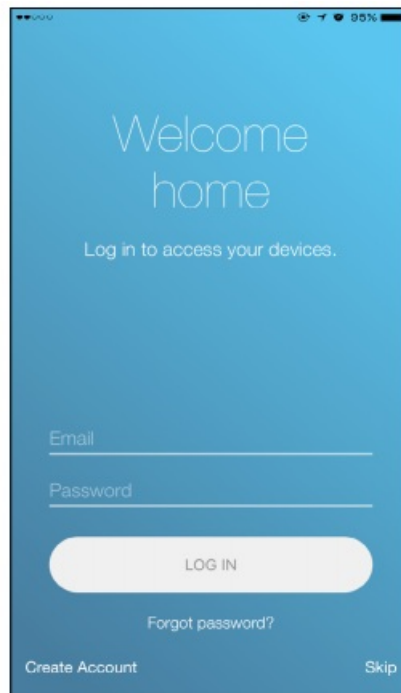 95%
Welcome
home
Log in to access your devices.
Email
Password
LOG IN
Forgot password?
Create Account Skip